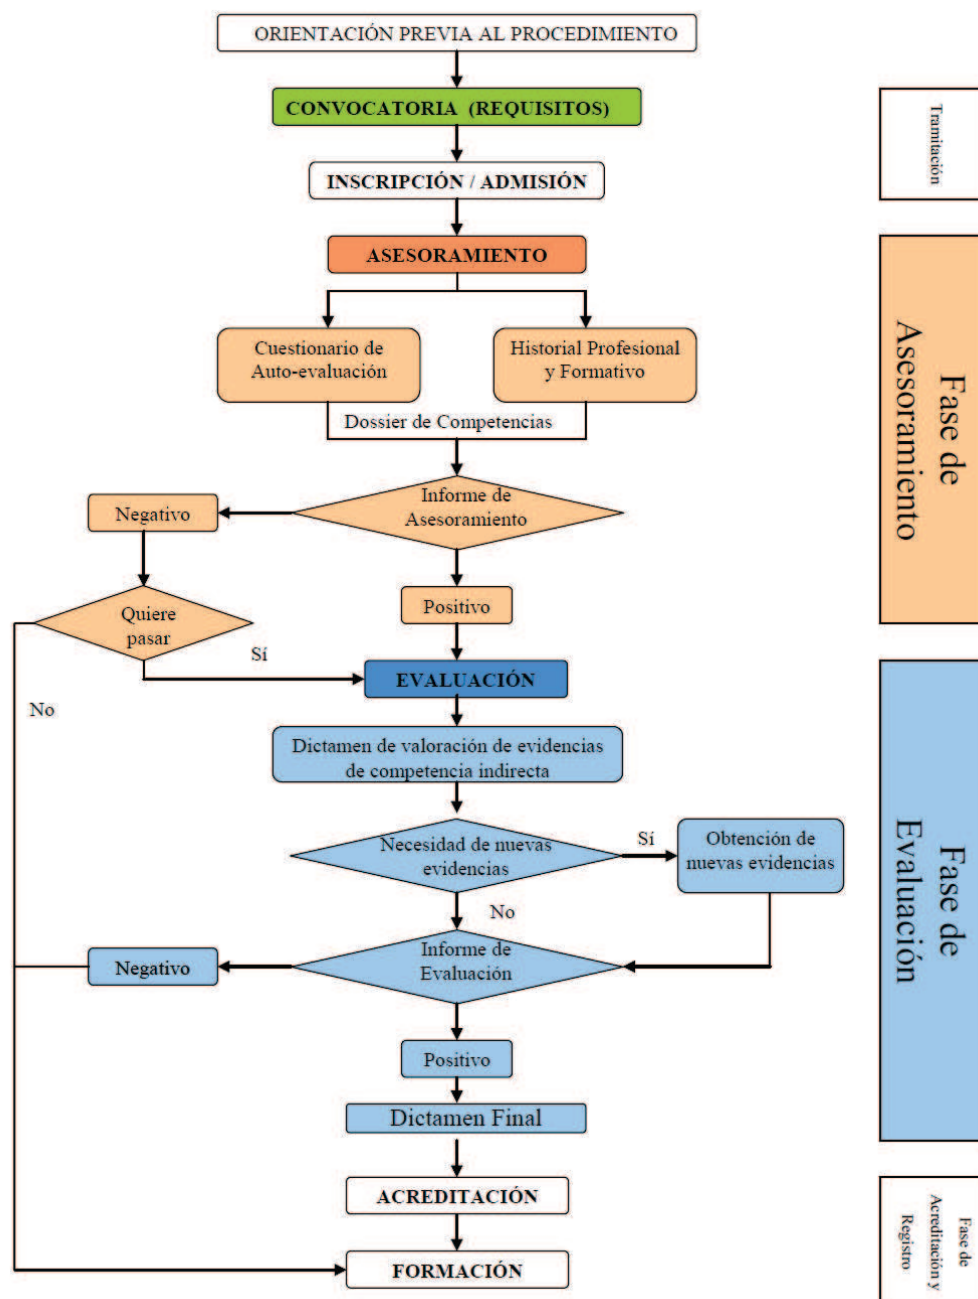 ORIENTACIÓN PREVIA AL PROCEDIMIENTO
CONVOCATORIA (REQUISITOS)
INSCRIPCIÓN / ADMISIÓN
ASESORAMIENTO
Cuestionario de
Auto-evaluación
Historial Profesional
y Formativo
Dossier de Competencias
Informe de
Asesoramiento
Negativo
Quiere
pasar
Positivo
Sí
No
EVALUACIÓN
Dictamen de valoración de evidencias
de competencia indirecta
Necesidad de nuevas
evidencias
Sí
Obtención de
nuevas evidencias
No
Informe de
Evaluación
Negativo
Positivo
Dictamen Final
ACREDITACIÓN
FORMACIÓN
Tramitación
Fase de
Asesoramiento
Fase de
Evaluación
Fase de
Acreditación y
Registro